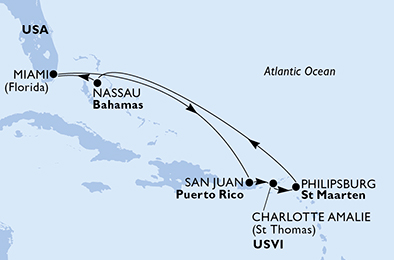 USA
MIAMI
(Florida)
NASSAU
Bahamas
Atlantic Ocean
SAN JUAN
Puerto Rico
PHILIPSBURG
St Maarten
CHARLOTTE AMALIE
(St Thomas)
USVI